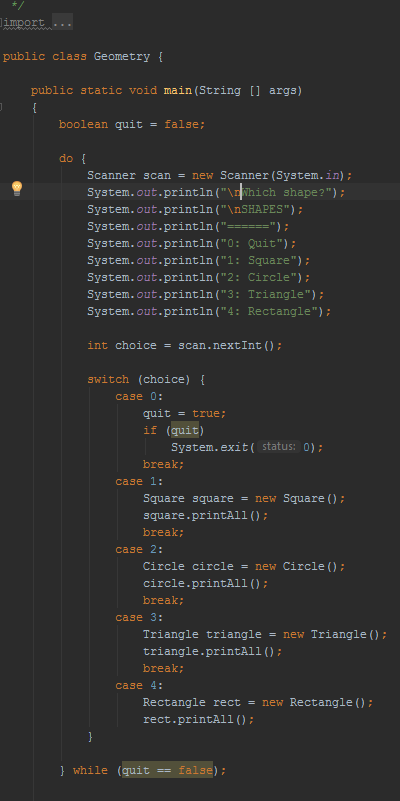 */
import ...
public class Geometry {
public static void main(String [] args)
{
boolean quit = false;
do {
Scanner scan = new Scanner(System.in);
System.out.println("\nWhich shape?");
System.out.println("\nSHAPES");
System.out.println("======");
System.out.println("0: Quit");
System.out.println("1: Square");
System.out.println("2: Circle");
System.out.println("3: Triangle");
System.out.println("4: Rectangle");
int choice = scan.nextInt();
switch (choice) {
case 0:
quit = true;
if (quit)
System.exit( status: 0);
break;
case 1:
Square square = new Square();
square.printAll();
break;
case 2:
Circle circle = new Circle();
circle.printAll();
break;
case 3:
Triangle triangle = new Triangle();
triangle.printAll();
break;
case 4:
Rectangle rect = new Rectangle();
rect.printAll();
}
} while (quit == false);